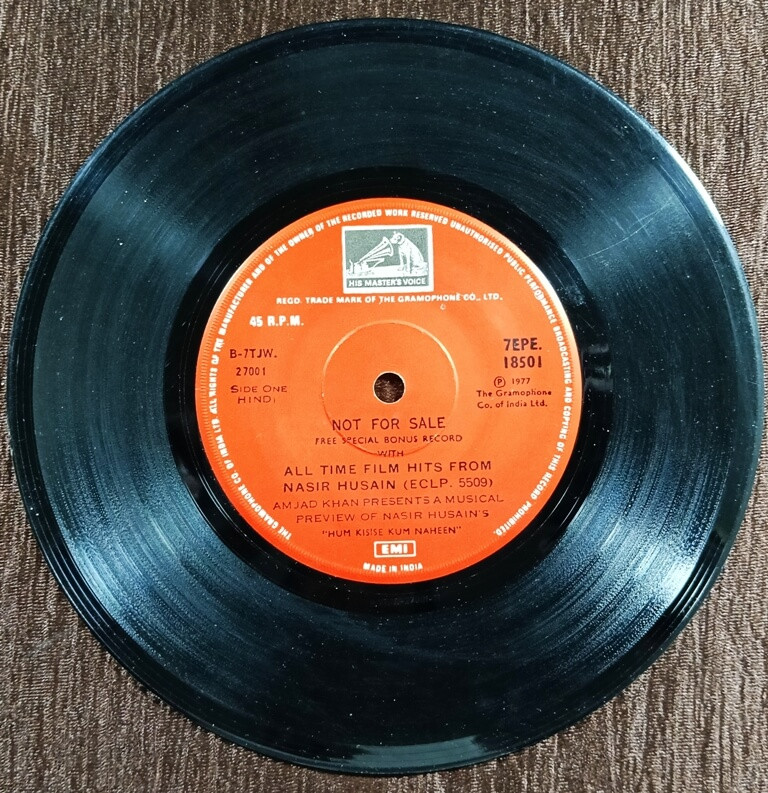 THE GRAMOPHONE CO OF INDIA LTD. ALL RIGHTS OF THE MANUFACTURER AND OF THE OWNER OF THE RECORDED WORK RESERVED UNAUTHORISED PUBLIC PERFORMANCE BROADCASTING AND COPYING OF THIS RECORD PROHIBITED
HIS MASTER'S VOICE
REGD. TRADE MARK OF THE GRAMOPHONE CO., LTD.
45 R.P.M.
B-7TJW.
27001
SIDE ONE
HINDI
7EPE.
18501
℗ 1977
The Gramophone
Co. of India Ltd.
NOT FOR SALE
FREE SPECIAL BONUS RECORD
WITH
ALL TIME FILM HITS FROM
NASIR HUSAIN (ECLP. 5509)
AMJAD KHAN PRESENTS A MUSICAL
PREVIEW OF NASIR HUSAIN'S
"HUM KISISE KUM NAHEEN"
EMI
MADE IN INDIA